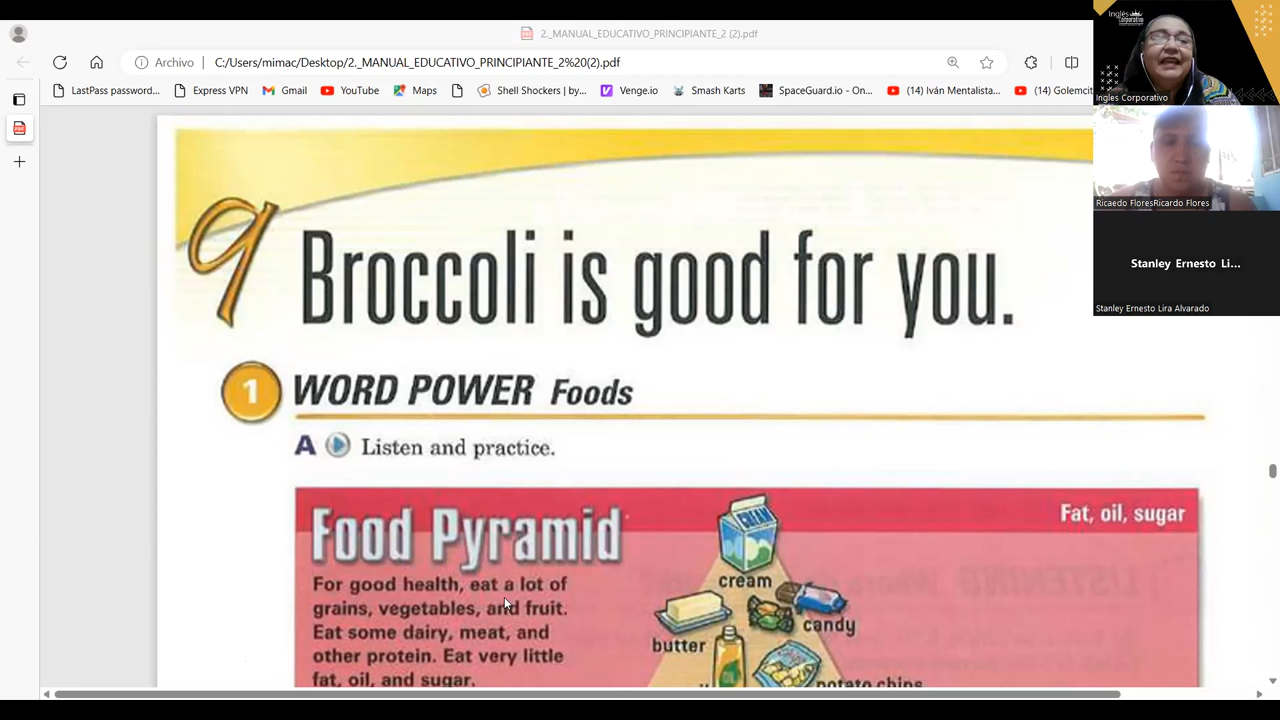 2._MANUAL_EDUCATIVO_PRINCIPIANTE_2 (2).pdf
Archivo
C:/Users/mimac/Desktop/2._MANUAL_EDUCATIVO_PRINCIPIANTE_2%20(2).pdf
LastPass password...
Express VPN
Gmail
YouTube
Maps
Shell Shockers | by...
Venge.io
Smash Karts
SpaceGuard.io - On...
(14) Iván Mentalista...
(14) Golemcit
Inglés
Corporativo
Ingles Corporativo
Ricaedo FloresRicardo Flores
Stanley Ernesto Li...
Stanley Ernesto Lira Alvarado
9 Broccoli is good for you.
1 WORD POWER Foods
A Listen and practice.
Food Pyramid
Fat, oil, sugar
For good health, eat a lot of
grains, vegetables, and fruit.
Eat some dairy, meat, and
other protein. Eat very little
fat, oil, and sugar.
CREAM
cream
candy
butter
potato chips